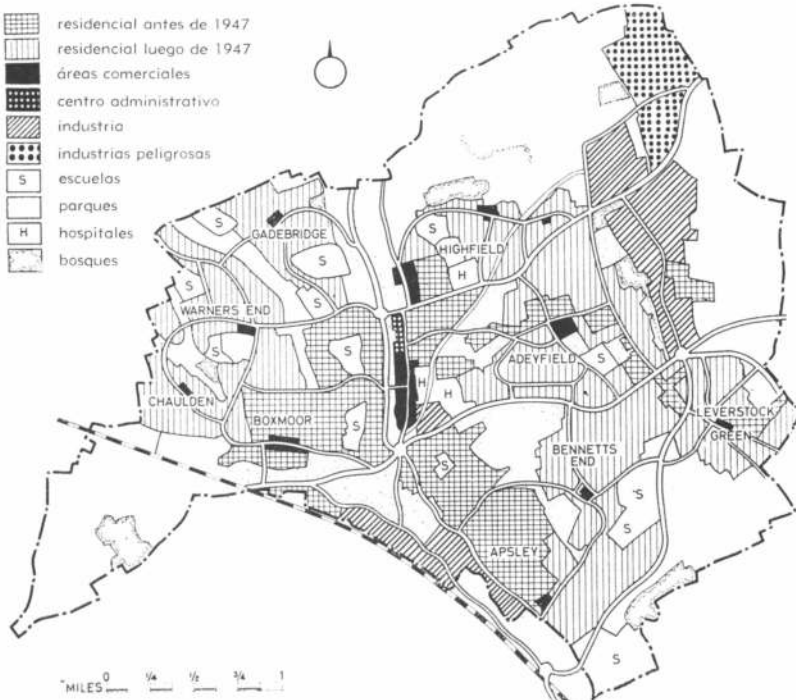 residencial antes de 1947
residencial luego de 1947
áreas comerciales
centro administrativo
industria
industrias peligrosas
S escuelas
parques
H hospitales
bosques
S
GADEBRIDGE
S
HIGHFIELD
S
H
S
S
WARNERS END
S
S
ADEYFIELD
S
H
H
CHAULDEN
BOXMOOR
S
LEVERSTOCK
GREEN
BENNETTS
END
S
S
S
APSLEY
S
MILES 0 1/4 1/2 3/4 1